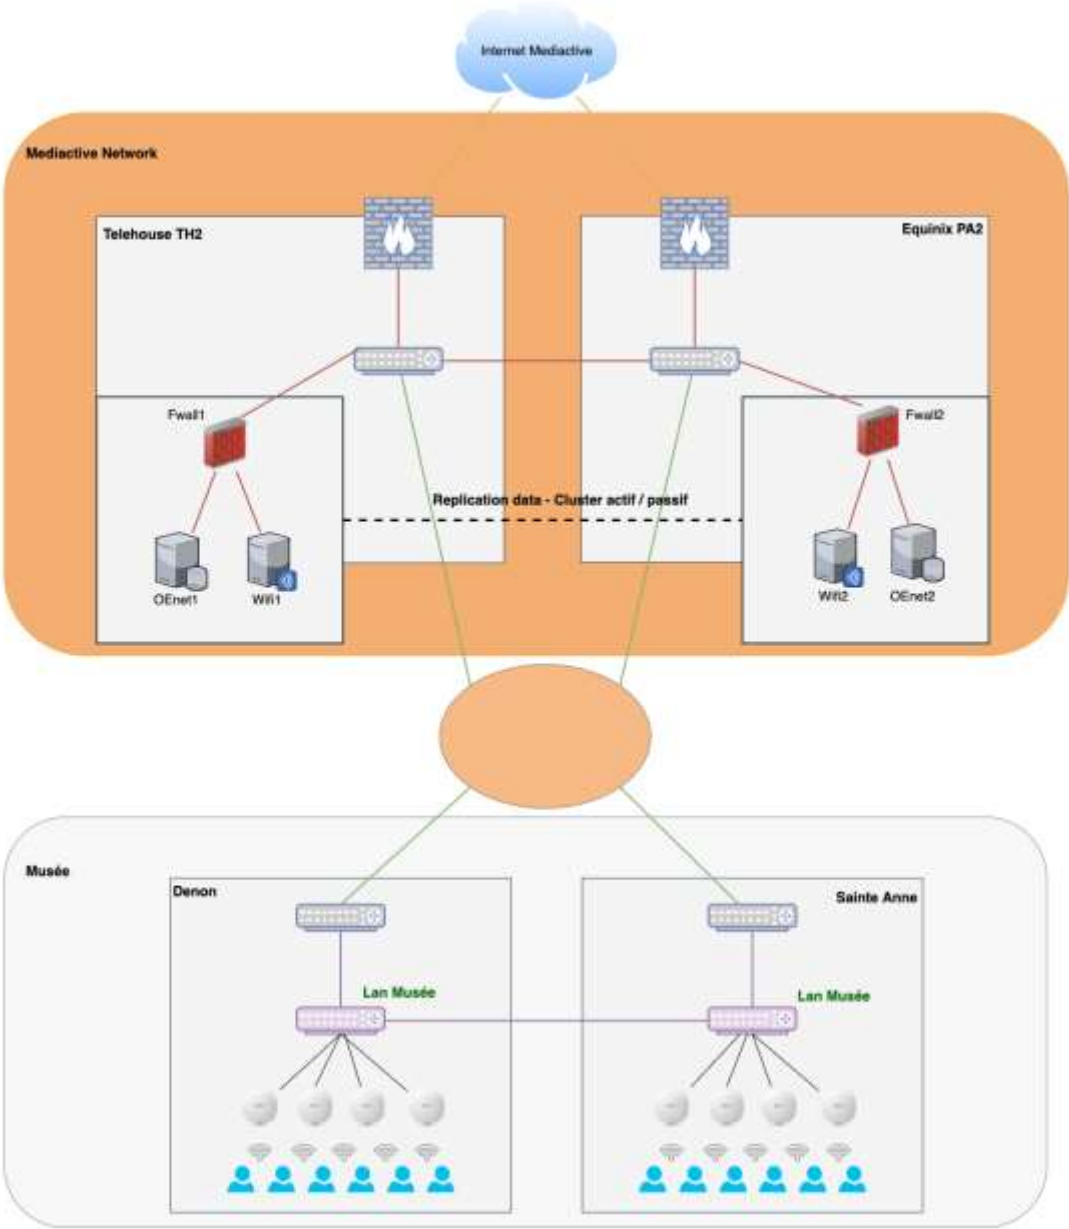 Internet Mediactive
Mediactive Network
Telehouse TH2
Equinix PA2
Fwall1
Fwall2
Replication data - Cluster actif / passif
OEnet1
Wifi1
Wifi2
OEnet2
Musée
Denon
Sainte Anne
Lan Musée
Lan Musée